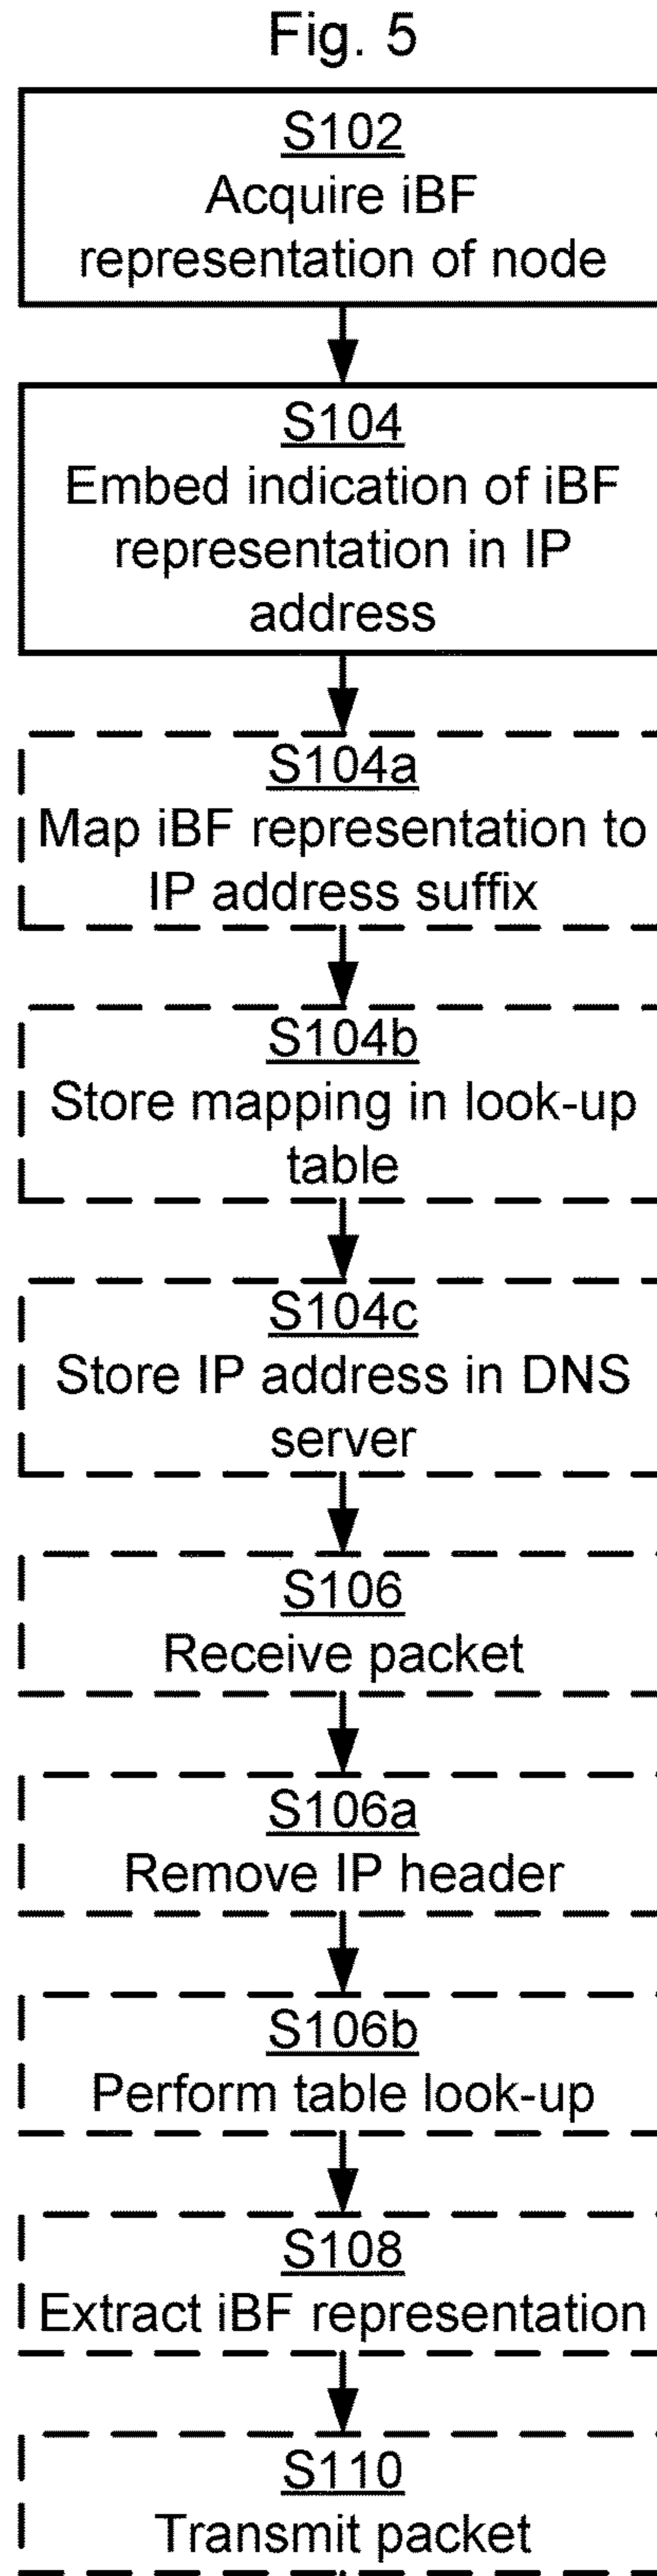 Fig. 5
S102
Acquire iBF
representation of node
S104
Embed indication of iBF
representation in IP
address
S104a
Map iBF representation to
IP address suffix
S104b
Store mapping in look-up
table
S104c
Store IP address in DNS
server
S106
Receive packet
S106a
Remove IP header
S106b
Perform table look-up
S108
Extract iBF representation
S110
Transmit packet